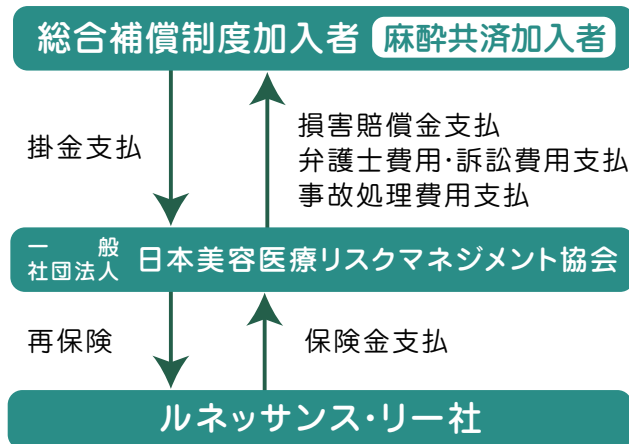 総合補償制度加入者 麻酔共済加入者
掛金支払
損害賠償金支払
弁護士費用・訴訟費用支払
事故処理費用支払
一般
社団法人 日本美容医療リスクマネジメント協会
再保険
保険金支払
ルネッサンス・リー社